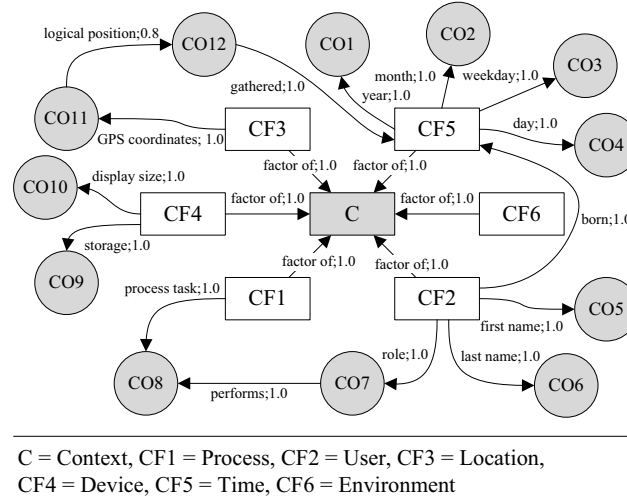 logical position;0.8
CO12
CO1
CO2
CO3
month;1.0
weekday;1.0
gathered;1.0
year;1.0
CO11
CF3
CF5
day;1.0
CO4
GPS coordinates; 1.0
factor of;1.0
factor of;1.0
CO10
display size;1.0
CF4
factor of;1.0
C
factor of;1.0
CF6
born;1.0
storage;1.0
CO9
factor of;1.0
factor of;1.0
process task;1.0
CF1
CF2
CO5
first name;1.0
role;1.0
last name;1.0
CO8
performs;1.0
CO7
CO6
C = Context, CF1 = Process, CF2 = User, CF3 = Location,
CF4 = Device, CF5 = Time, CF6 = Environment